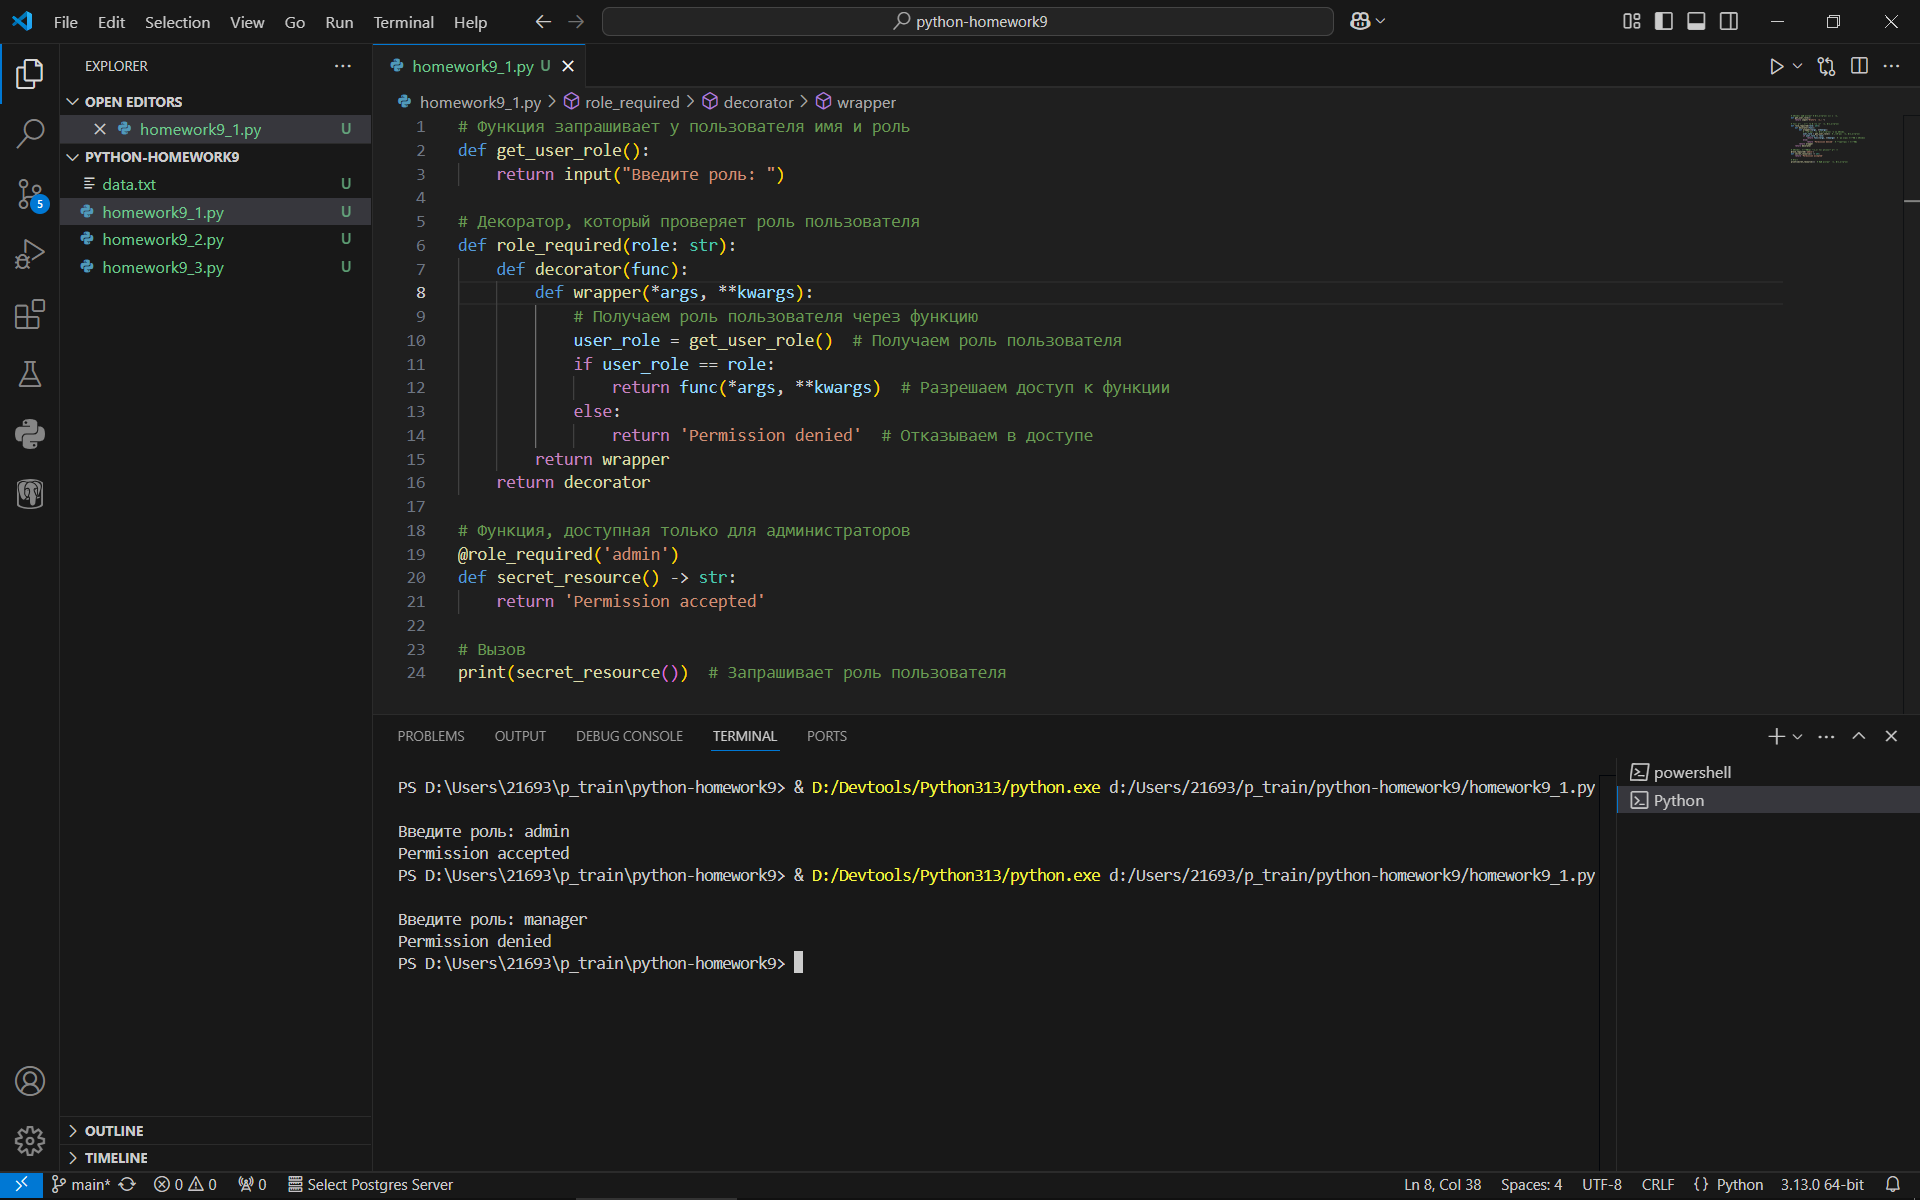 File Edit Selection View Go Run Terminal Help
python-homework9
EXPLORER
OPEN EDITORS
homework9_1.py U
PYTHON-HOMEWORK9
data.txt U
homework9_1.py U
homework9_2.py U
homework9_3.py U
OUTLINE
TIMELINE
5
homework9_1.py U
homework9_1.py > role_required > decorator > wrapper
1 # Функция запрашивает у пользователя имя и роль
2 def get_user_role():
3     return input("Введите роль: ")
4
5 # Декоратор, который проверяет роль пользователя
6 def role_required(role: str):
7     def decorator(func):
8         def wrapper(*args, **kwargs):
9             # Получаем роль пользователя через функцию
10             user_role = get_user_role()  # Получаем роль пользователя
11             if user_role == role:
12                 return func(*args, **kwargs)  # Разрешаем доступ к функции
13             else:
14                 return 'Permission denied'  # Отказываем в доступе
15         return wrapper
16     return decorator
17
18 # Функция, доступная только для администраторов
19 @role_required('admin')
20 def secret_resource() -> str:
21     return 'Permission accepted'
22
23 # Вызов
24 print(secret_resource())  # Запрашивает роль пользователя
PROBLEMS OUTPUT DEBUG CONSOLE TERMINAL PORTS
PS D:\Users\21693\p_train\python-homework9> & D:/Devtools/Python313/python.exe d:/Users/21693/p_train/python-homework9/homework9_1.py
Введите роль: admin
Permission accepted
PS D:\Users\21693\p_train\python-homework9> & D:/Devtools/Python313/python.exe d:/Users/21693/p_train/python-homework9/homework9_1.py
Введите роль: manager
Permission denied
PS D:\Users\21693\p_train\python-homework9>
powershell
Python
main* 0 0 0 Select Postgres Server Ln 8, Col 38 Spaces: 4 UTF-8 CRLF {} Python 3.13.0 64-bit